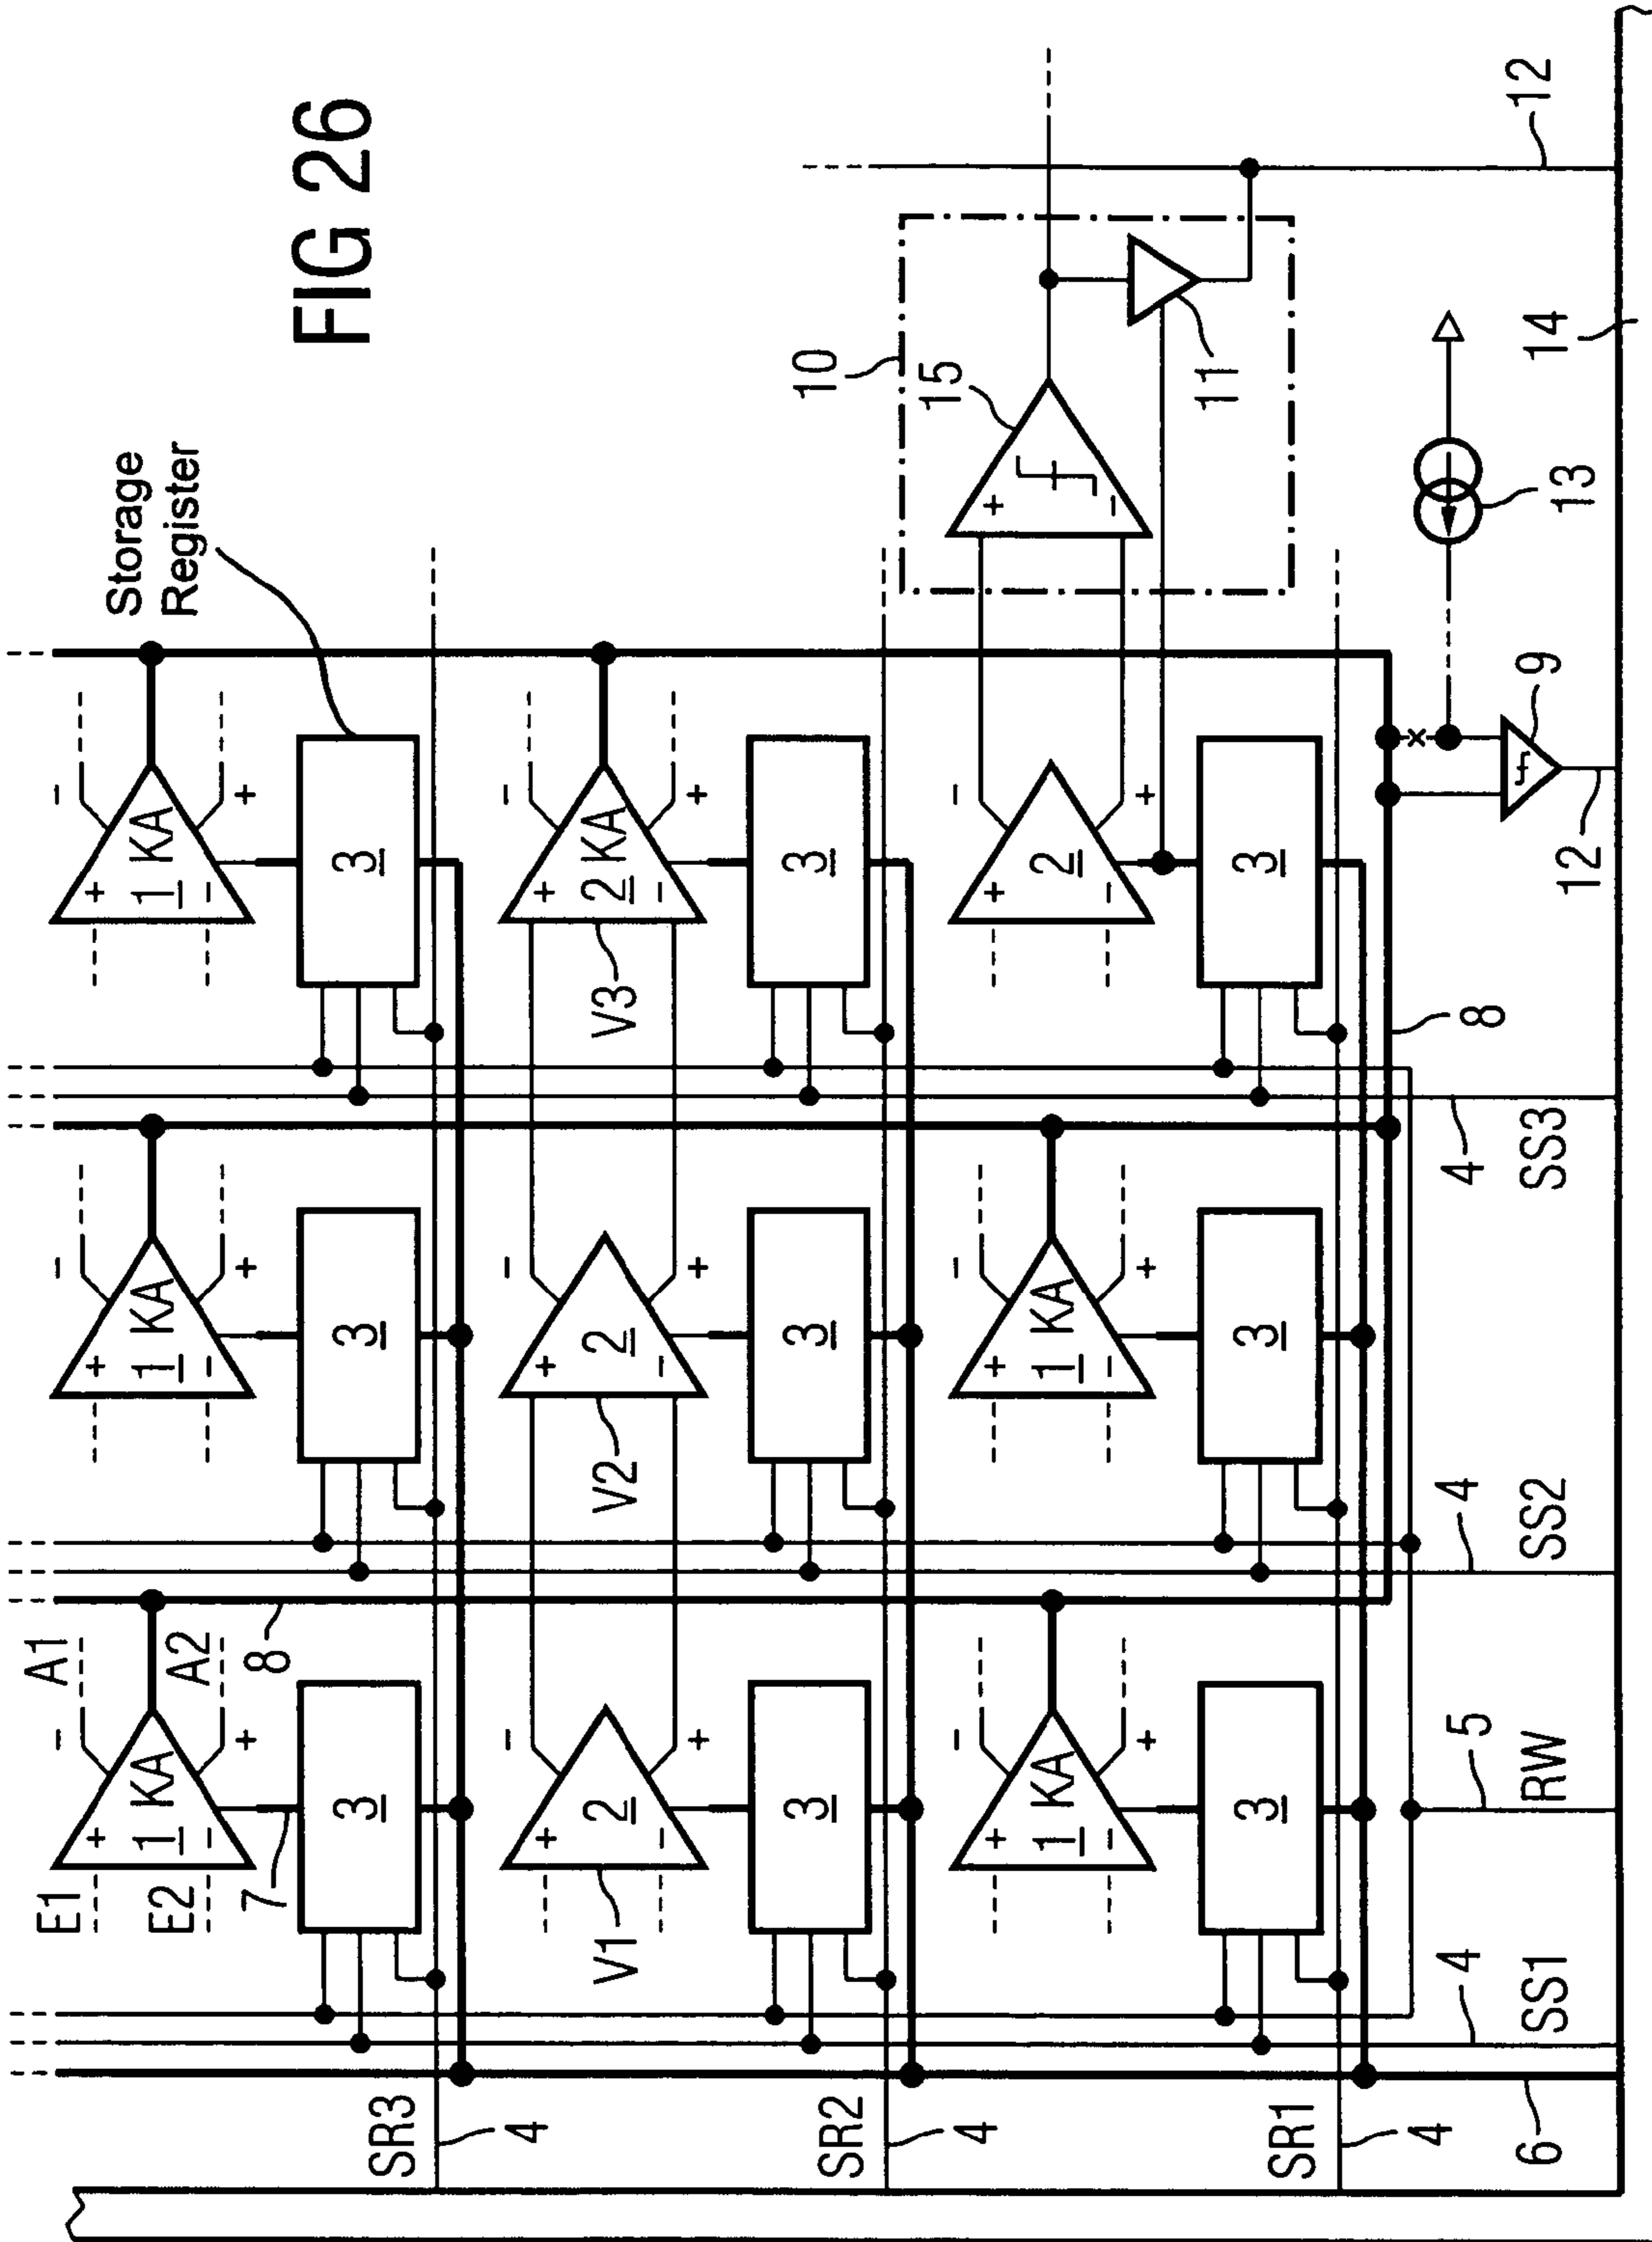 FIG 26
Storage
Register
A1
A2
E1
E2
- + - + - +
KA KA KA
+ 1 - + 1 - + 1 -
7
8
3 3 3
SR3
4
- + - + - +
KA
+ 2 - + 2 - + 2 -
V1 V2 V3
3 3 3
SR2
4
10
15
+ -
11
12
- + - + - +
KA KA
+ 1 - + 1 - + 2 -
3 3 3
SR1
4
8
13
9
12
14
6
4
SS1
5
RW
4
SS2
4
SS3